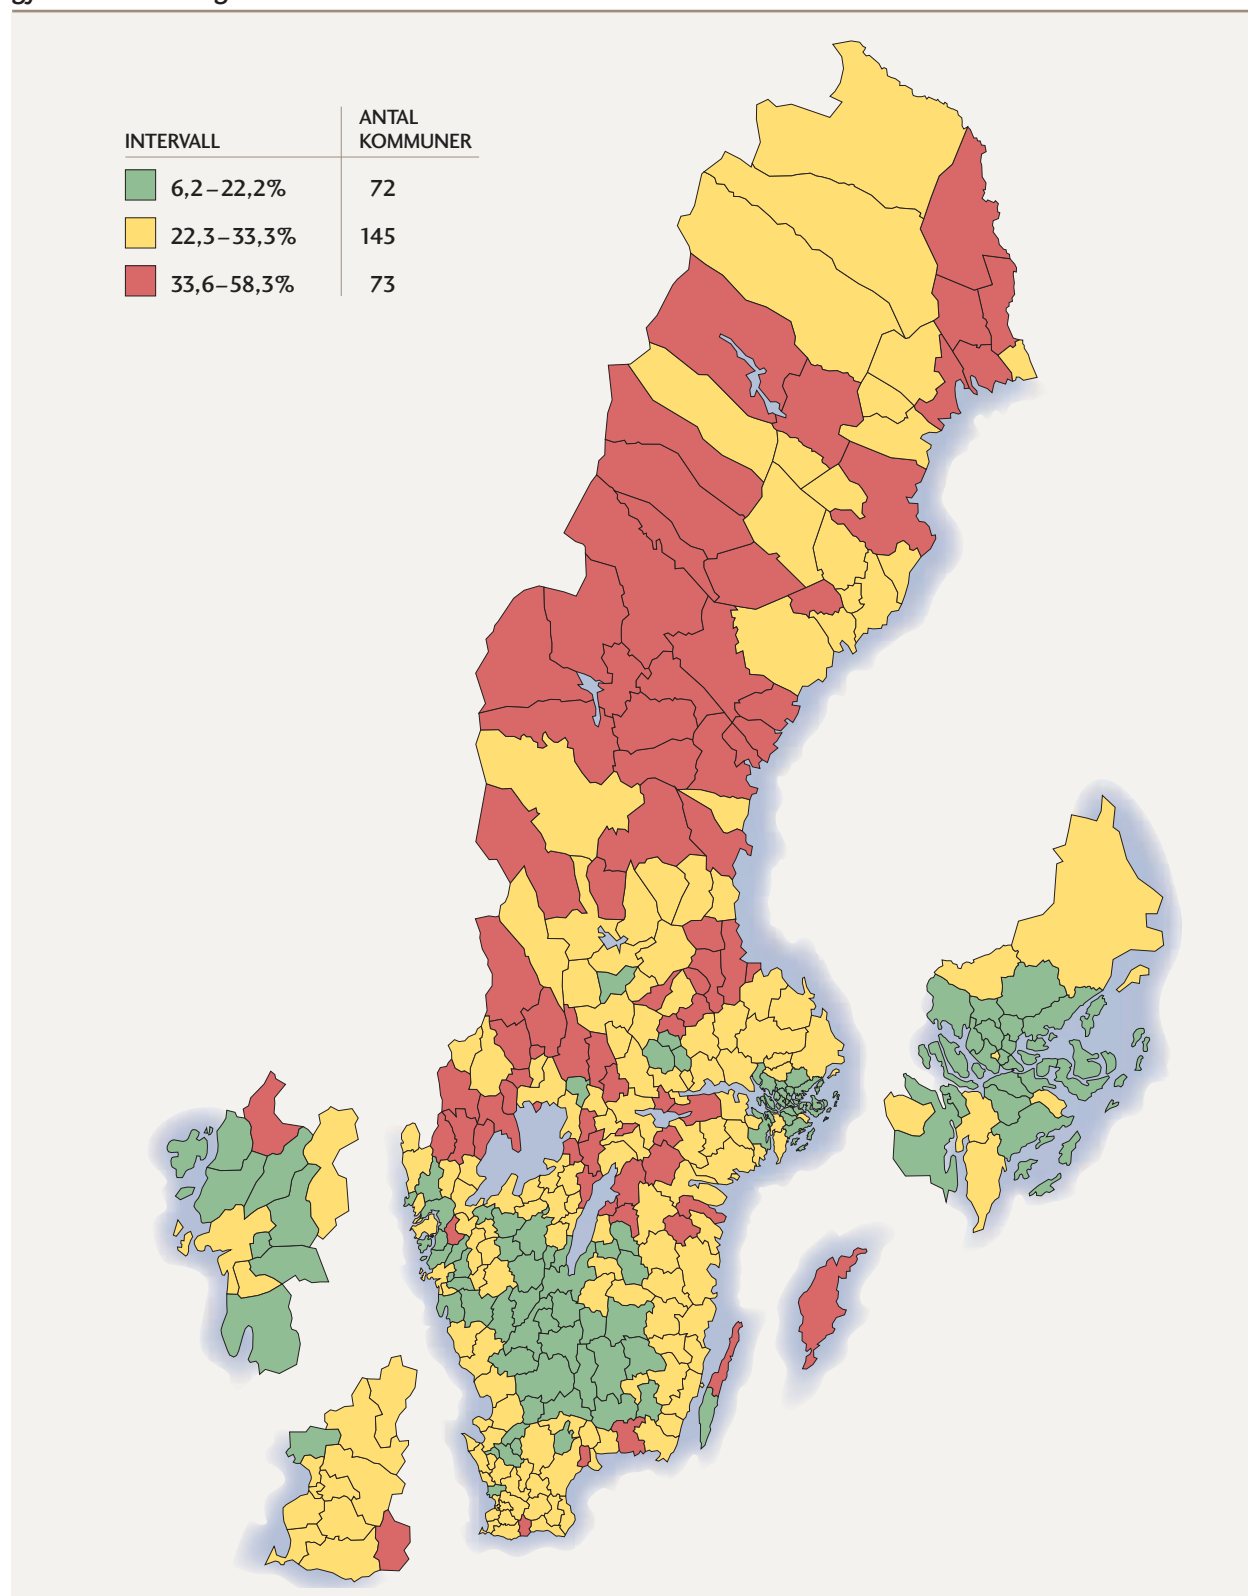 ANTAL
INTERVALL KOMMUNER
6,2–22,2% 72
22,3–33,3% 145
33,6–58,3% 73